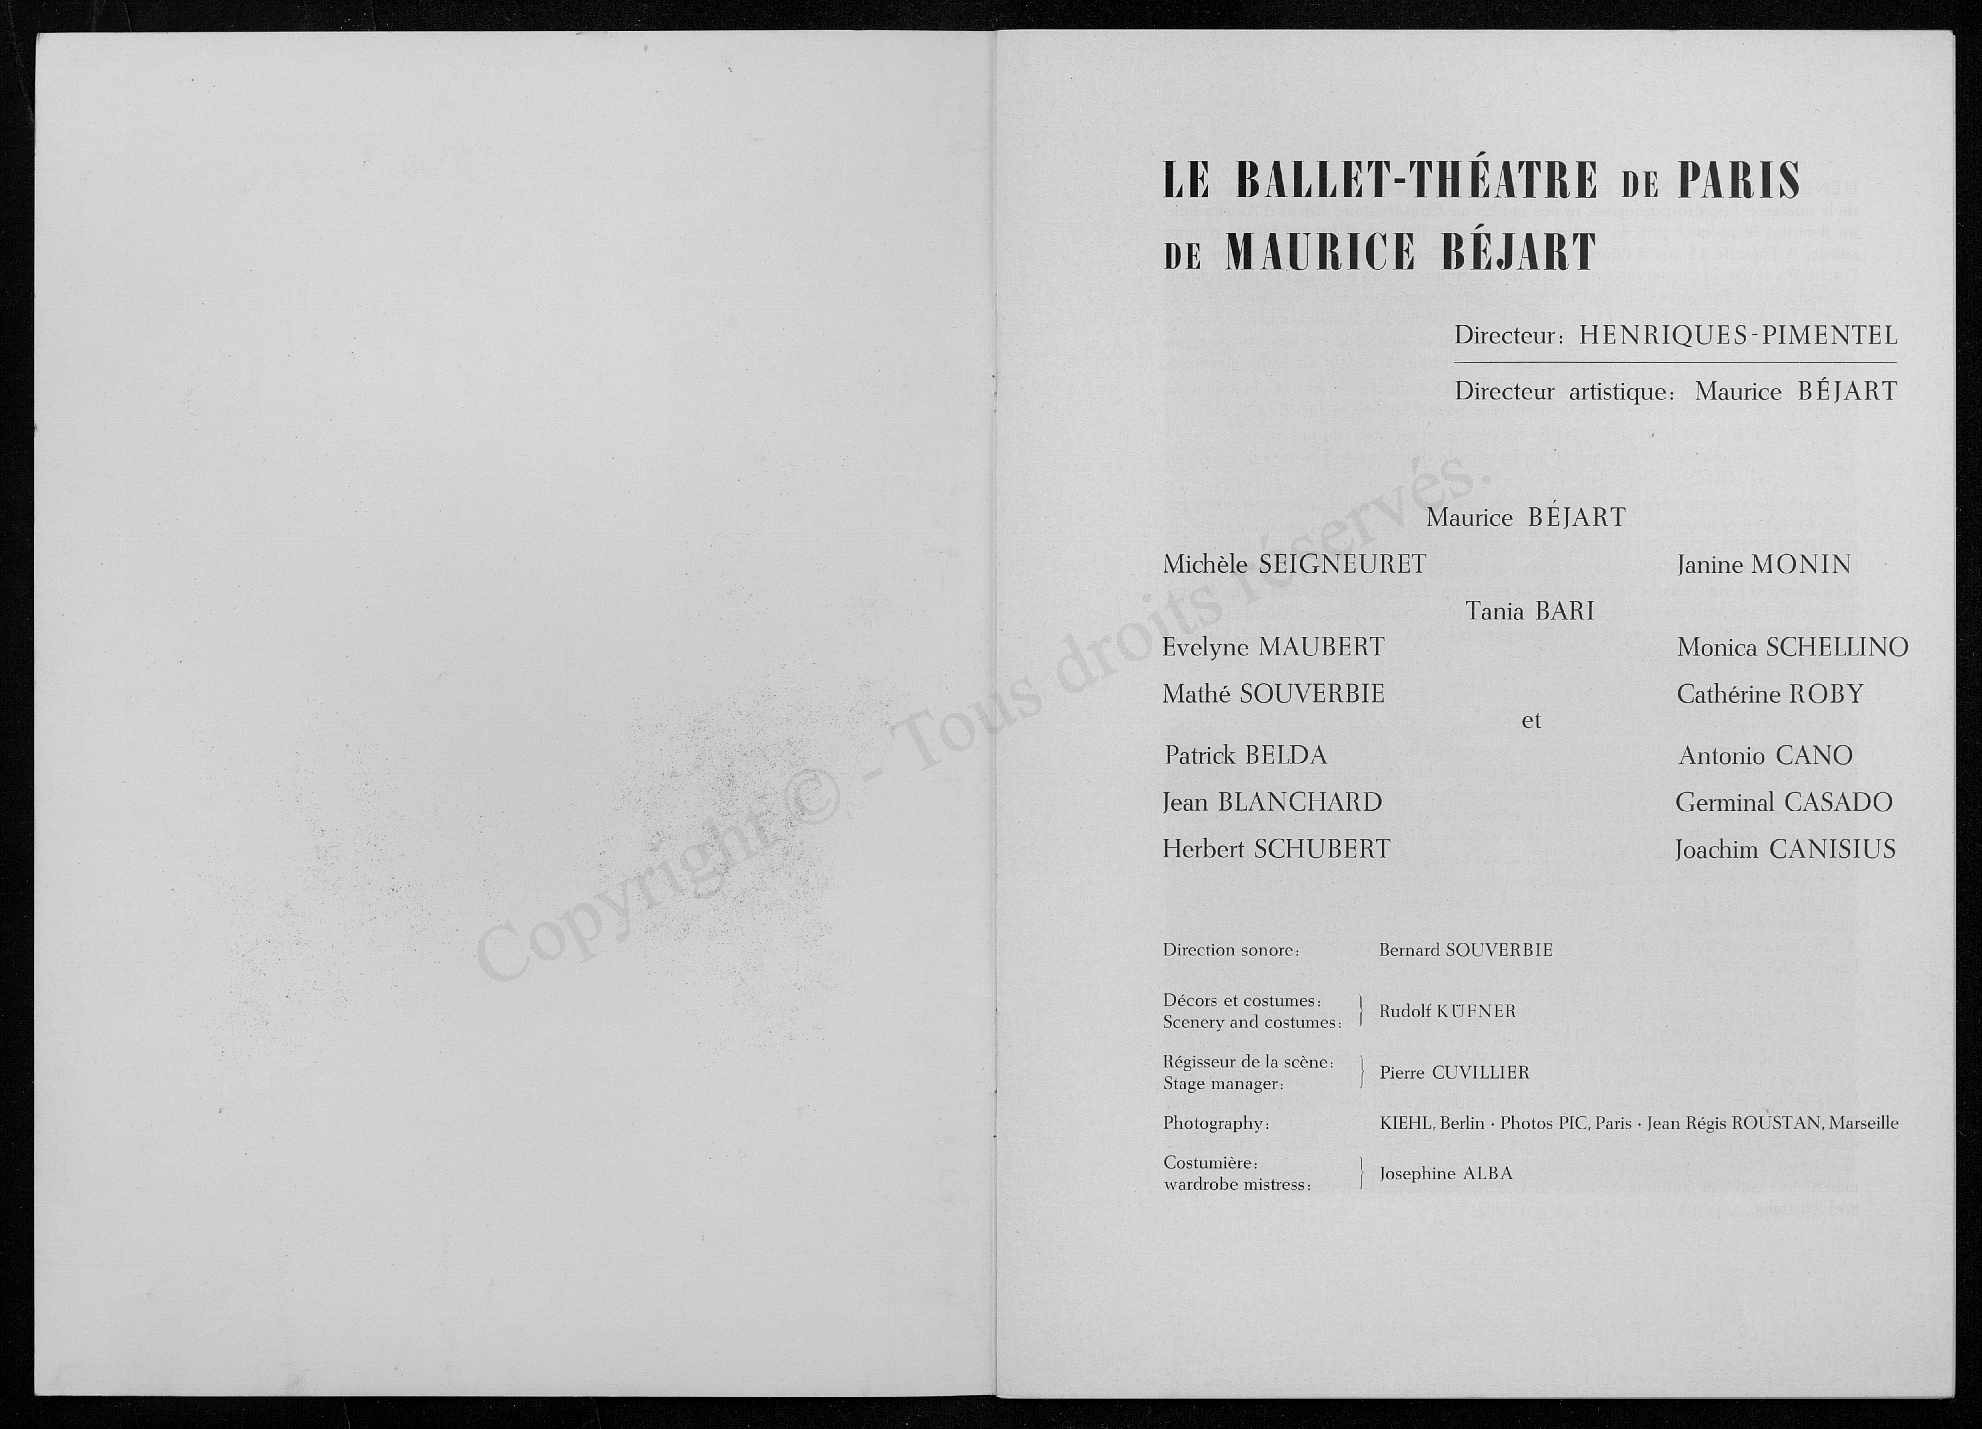 LE BALLET-THÉATRE DE PARIS
DE MAURICE BÉJART
Directeur: HENRIQUES-PIMENTEL
Directeur artistique: Maurice BÉJART
Maurice BÉJART
Michèle SEIGNEURET Janine MONIN
Tania BARI
Evelyne MAUBERT Monica SCHELLINO
Mathé SOUVERBIE Cathérine ROBY
et
Patrick BELDA Antonio CANO
Jean BLANCHARD Germinal CASADO
Herbert SCHUBERT Joachim CANISIUS
Direction sonore: Bernard SOUVERBIE
Décors et costumes:
Scenery and costumes: } Rudolf KÜFNER
Régisseur de la scène:
Stage manager: } Pierre CUVILLIER
Photography: KIEHL, Berlin · Photos PIC, Paris · Jean Régis ROUSTAN, Marseille
Costumière:
wardrobe mistress: } Josephine ALBA
Copyright © - Tous droits réservés.